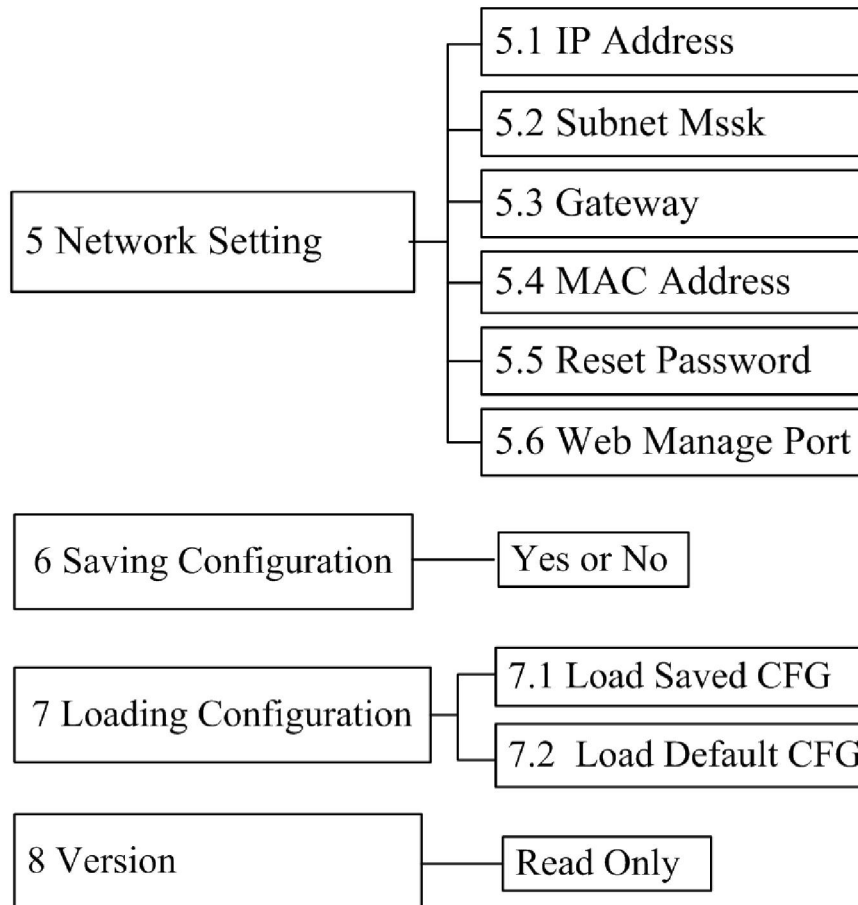 5 Network Setting
5.1 IP Address
5.2 Subnet Mssk
5.3 Gateway
5.4 MAC Address
5.5 Reset Password
5.6 Web Manage Port
6 Saving Configuration
Yes or No
7 Loading Configuration
7.1 Load Saved CFG
7.2 Load Default CFG
8 Version
Read Only